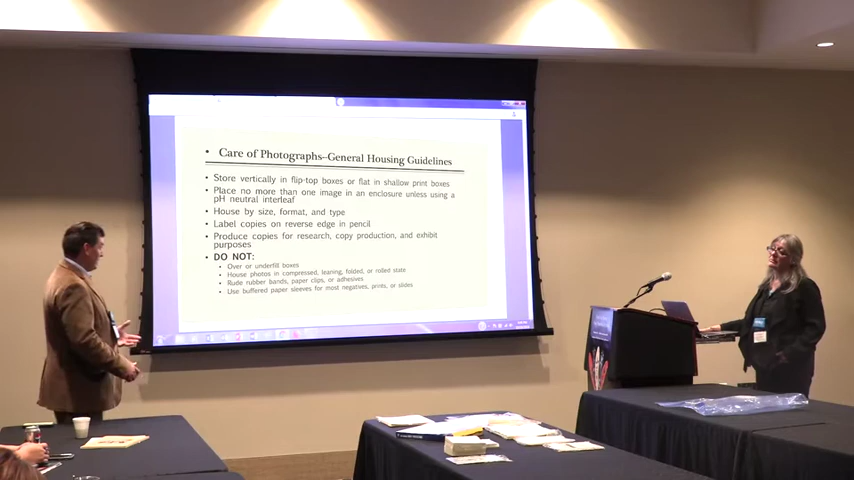 • Care of Photographs--General Housing Guidelines
• Store vertically in flip-top boxes or flat in shallow print boxes
• Place no more than one image in an enclosure unless using a
pH neutral interleaf
• House by size, format, and type
• Label copies on reverse edge in pencil
• Produce copies for research, copy production, and exhibit
purposes
• DO NOT:
• Over or underfill boxes
• House photos in compressed, leaning, folded, or rolled state
• Rude rubber bands, paper clips, or adhesives
• Use buffered paper sleeves for most negatives, prints, or slides